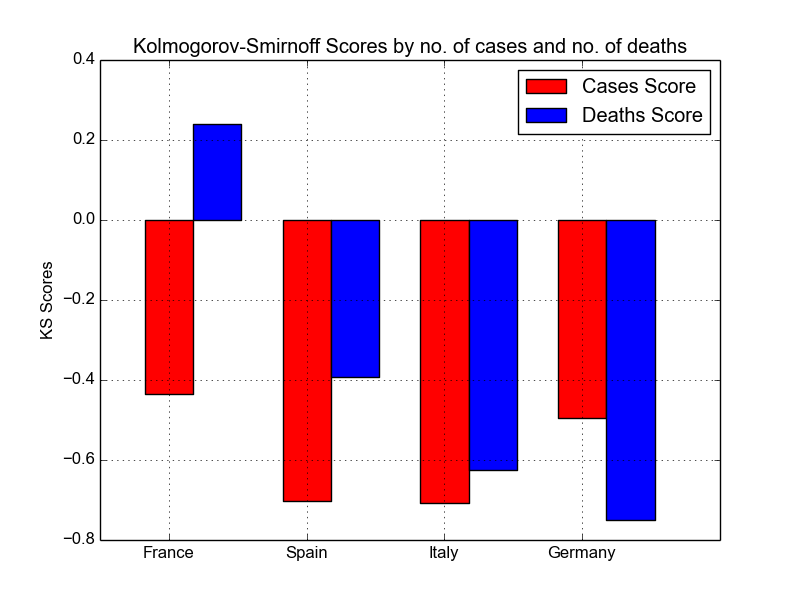 Kolmogorov-Smirnoff Scores by no. of cases and no. of deaths
0.4
Cases Score
Deaths Score
0.2
0.0
−0.2
KS Scores
−0.4
−0.6
−0.8
France Spain Italy Germany